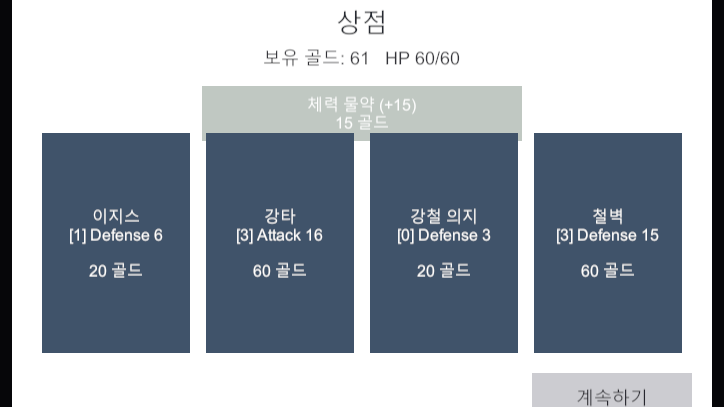 상점
보유 골드: 61 HP 60/60
체력 물약 (+15)
15 골드
이지스
[1] Defense 6
20 골드
강타
[3] Attack 16
60 골드
강철 의지
[0] Defense 3
20 골드
철벽
[3] Defense 15
60 골드
계속하기